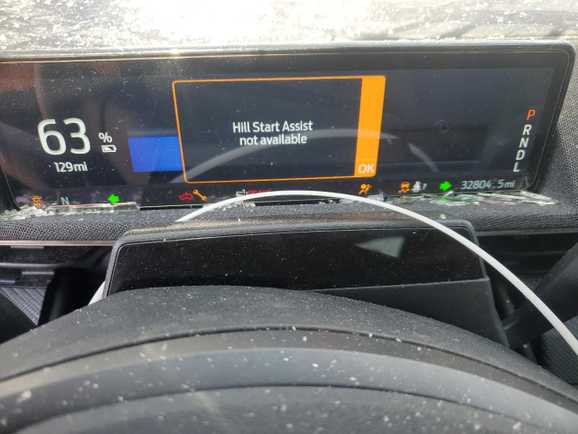 63 %
129mi
Hill Start Assist
not available
OK
P
R
N
D
L
N
32804.5mi